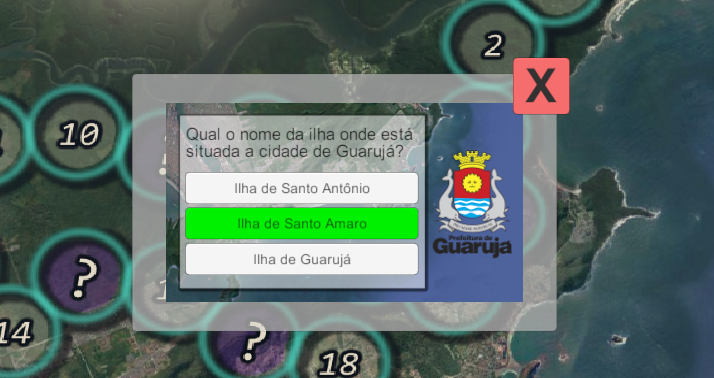 2
X
10
Qual o nome da ilha onde está
situada a cidade de Guarujá?
Ilha de Santo Antônio
Ilha de Santo Amaro
Ilha de Guarujá
Prefeitura de
Guarujá
?
14
?
18